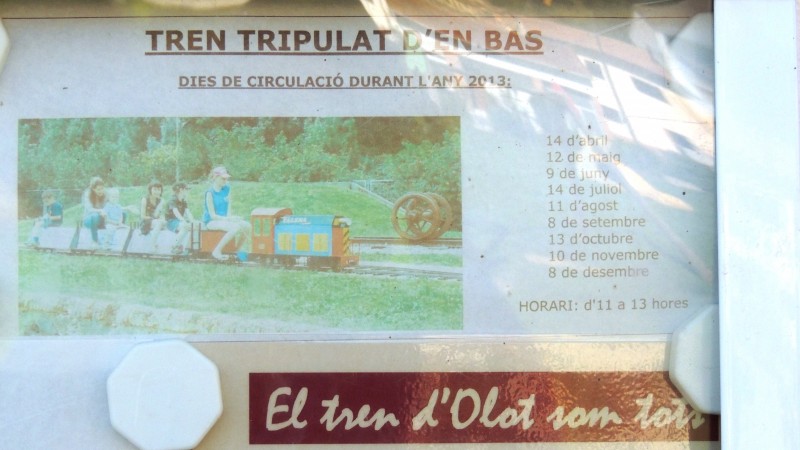 TREN TRIPULAT D'EN BAS
DIES DE CIRCULACIÓ DURANT L'ANY 2013:
14 d'abril
12 de maig
9 de juny
14 de juliol
11 d'agost
8 de setembre
13 d'octubre
10 de novembre
8 de desembre
HORARI: d'11 a 13 hores
El tren d'Olot som tots